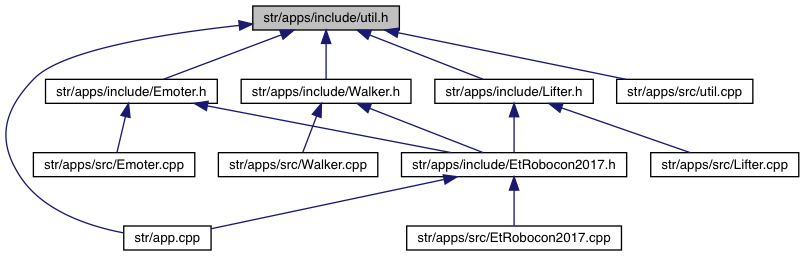 str/apps/include/util.h
str/apps/include/Emoter.h
str/apps/include/Walker.h
str/apps/include/Lifter.h
str/apps/src/util.cpp
str/apps/src/Emoter.cpp
str/apps/src/Walker.cpp
str/apps/include/EtRobocon2017.h
str/apps/src/Lifter.cpp
str/app.cpp
str/apps/src/EtRobocon2017.cpp